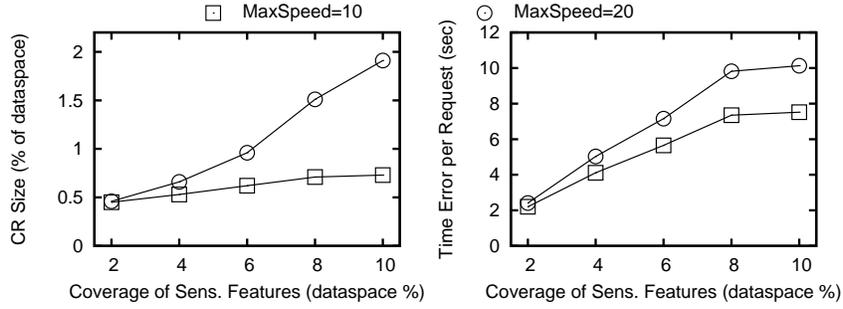 MaxSpeed=10 MaxSpeed=20
CR Size (% of dataspace)
2
1.5
1
0.5
0
2 4 6 8 10
Coverage of Sens. Features (dataspace %)
Time Error per Request (sec)
12
10
8
6
4
2
0
2 4 6 8 10
Coverage of Sens. Features (dataspace %)